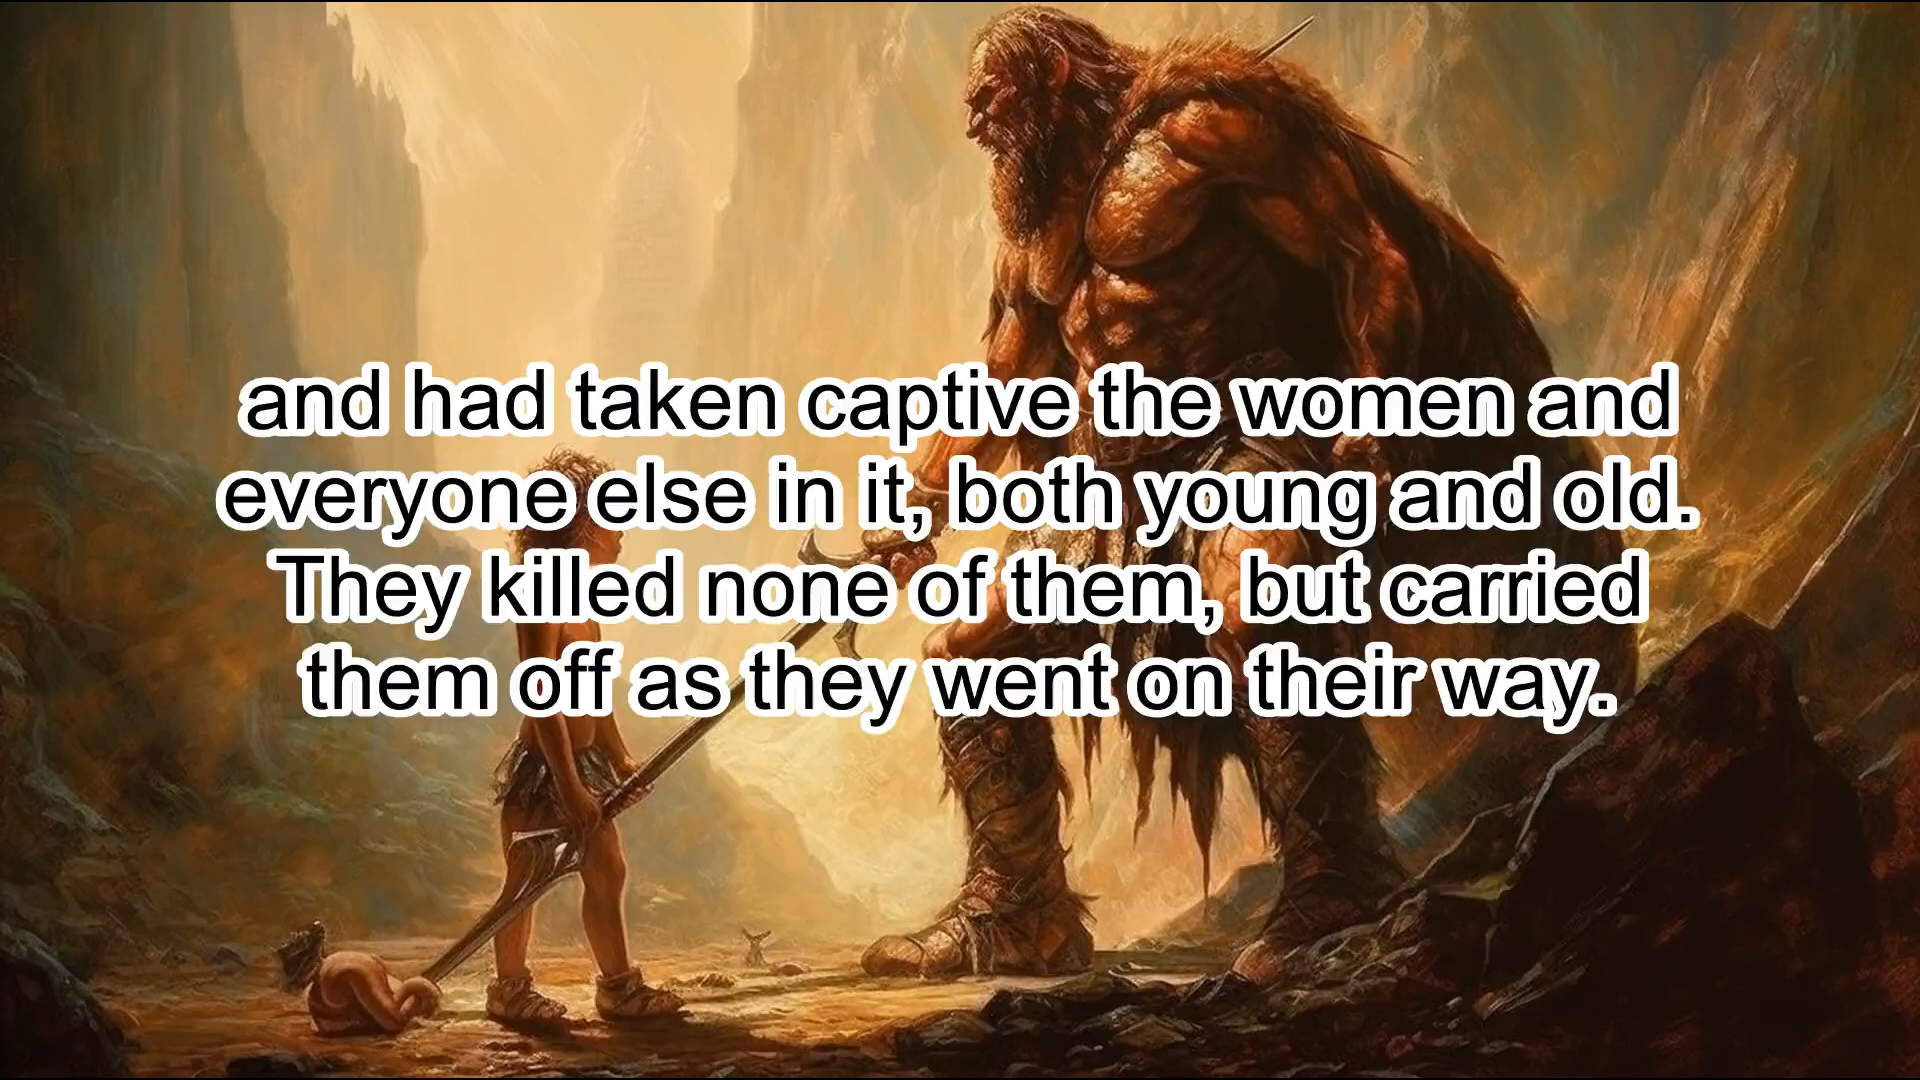 and had taken captive the women and
everyone else in it, both young and old.
They killed none of them, but carried
them off as they went on their way.